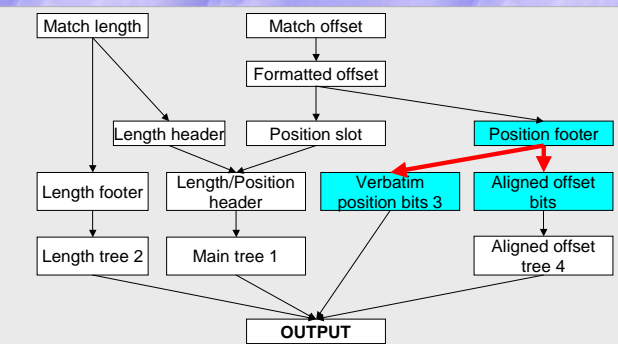 Match length
Match offset
Formatted offset
Length header
Position slot
Position footer
Length footer
Length/Position
header
Verbatim
position bits 3
Aligned offset
bits
Length tree 2
Main tree 1
Aligned offset
tree 4
OUTPUT